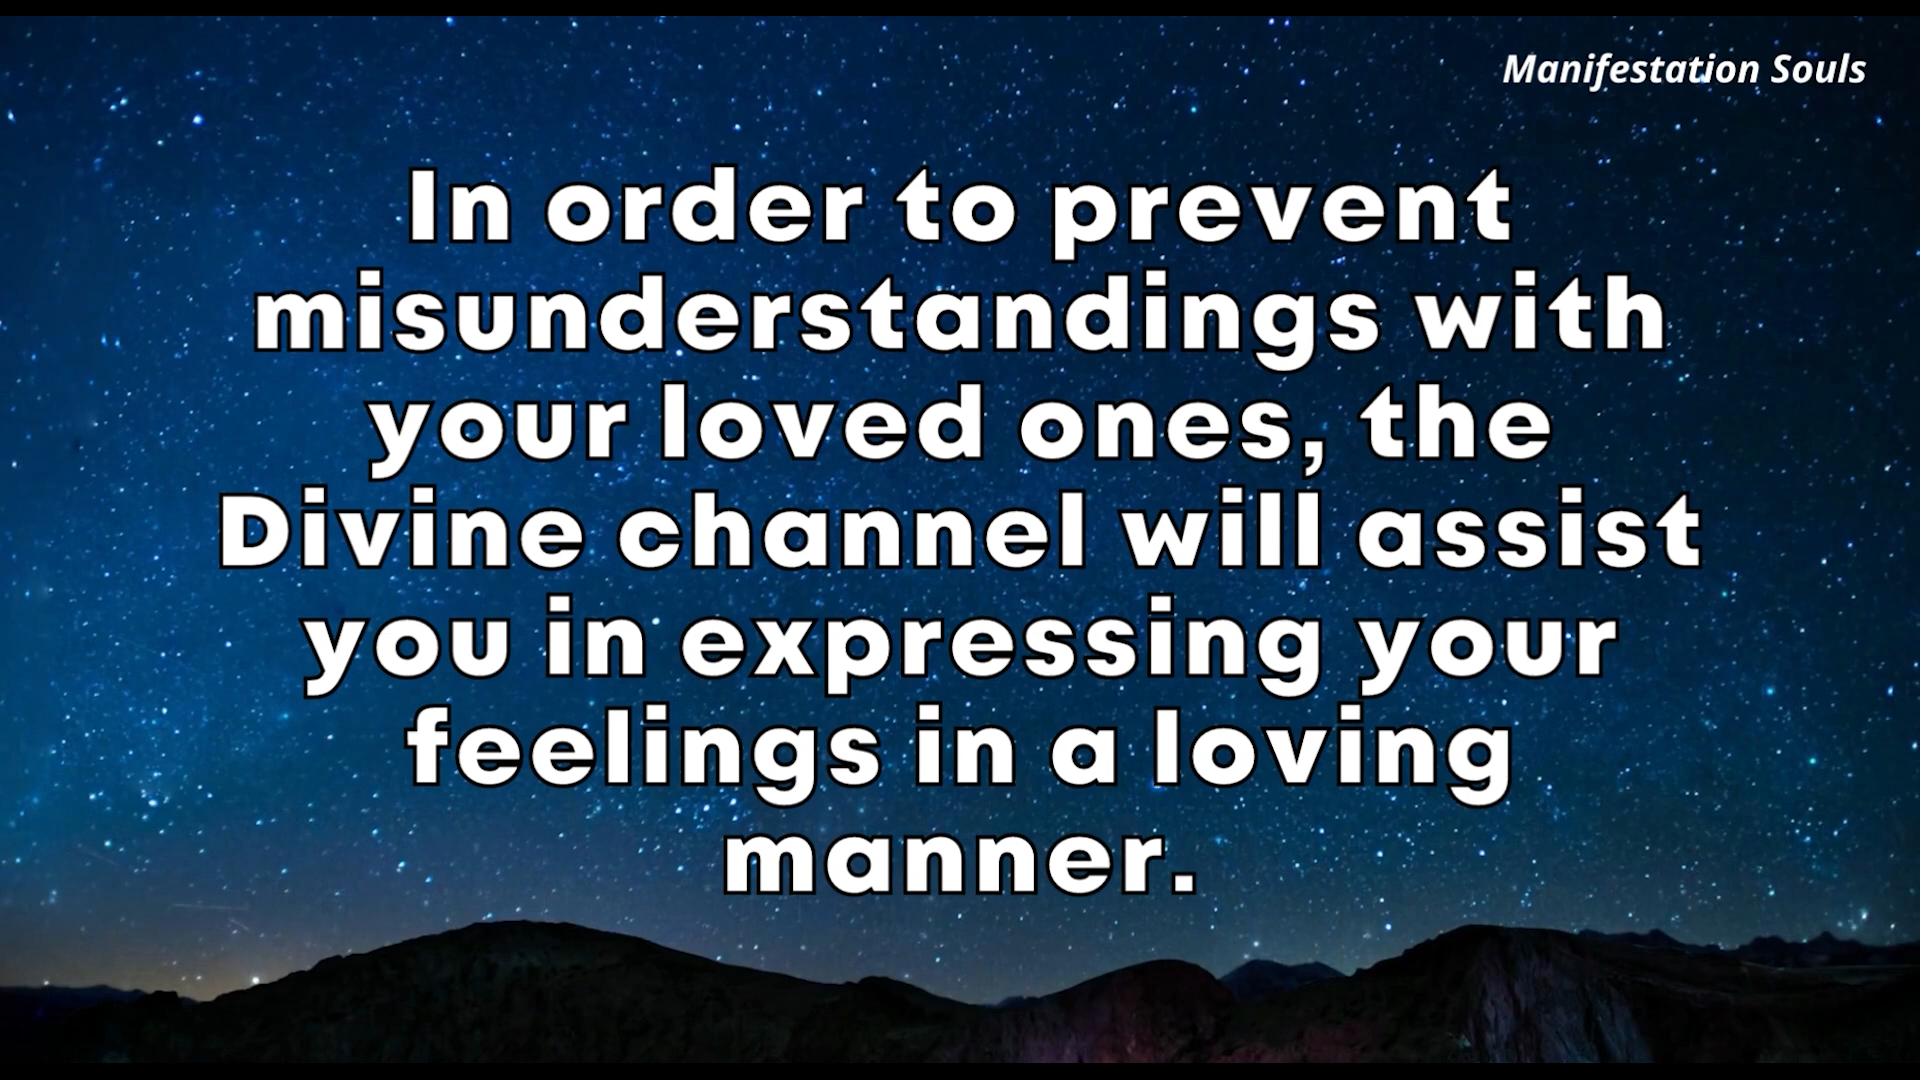 Manifestation Souls
In order to prevent
misunderstandings with
your loved ones, the
Divine channel will assist
you in expressing your
feelings in a loving
manner.